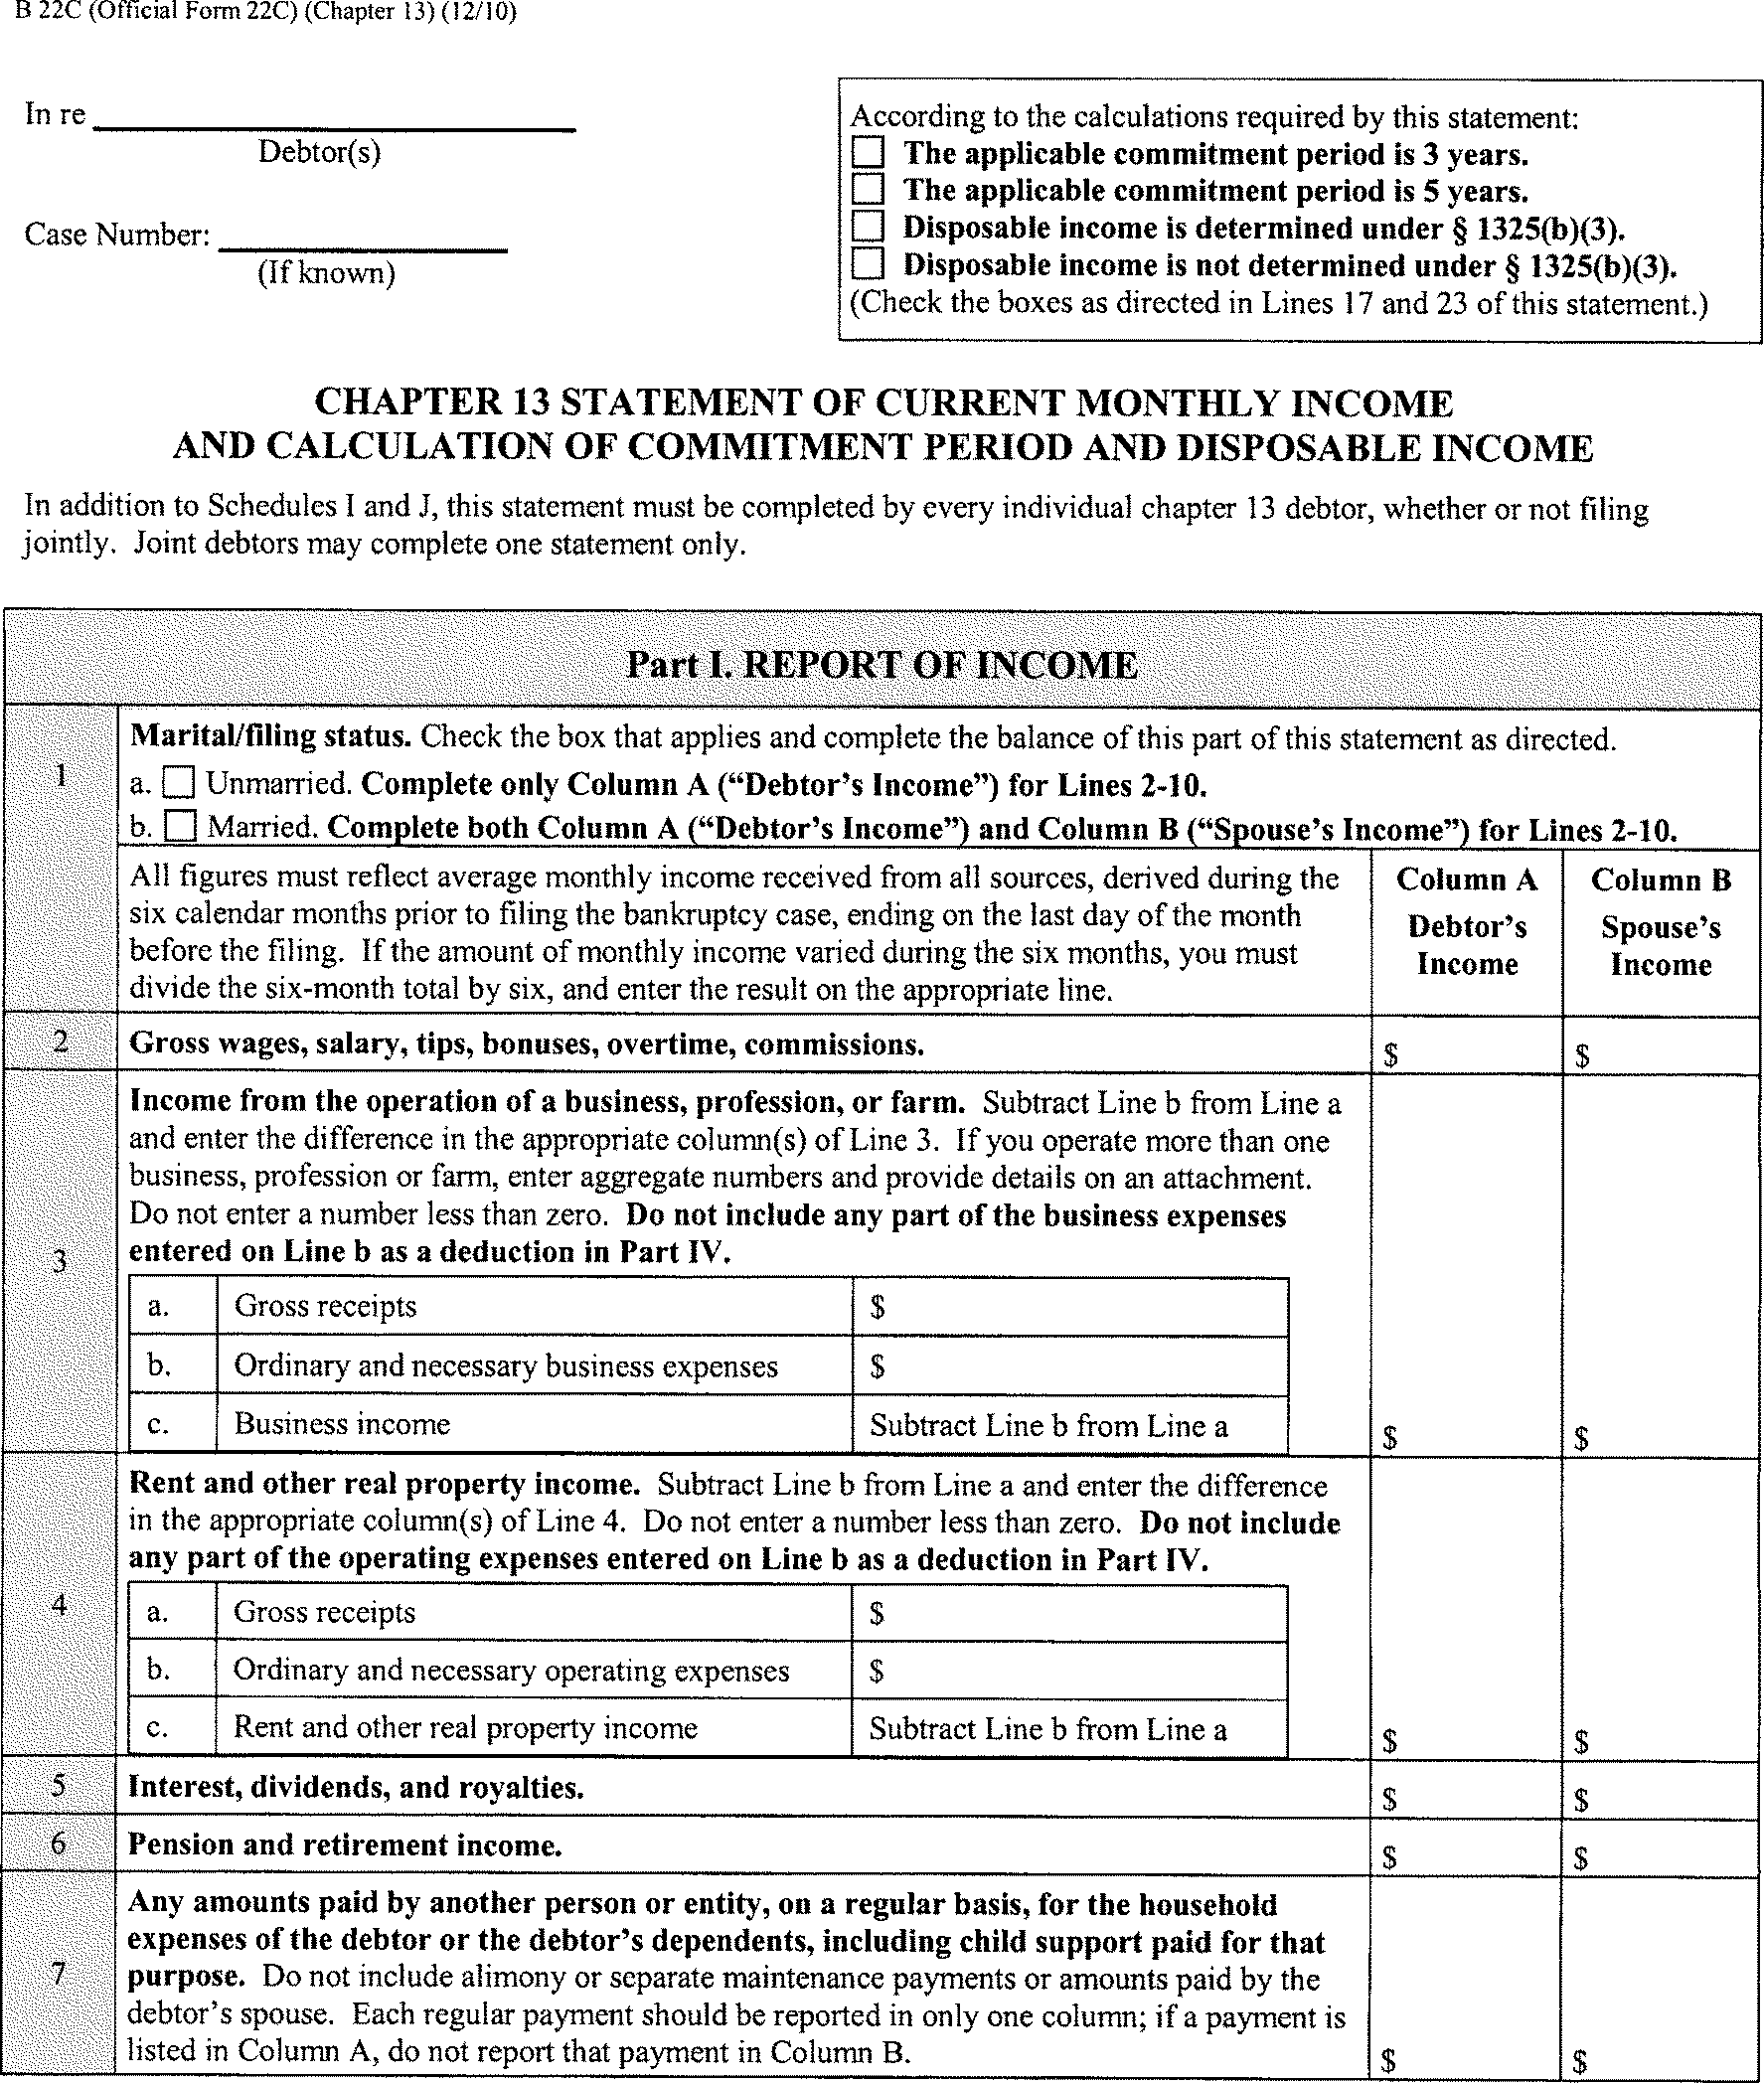 B 22C (Official Form 22C) (Chapter 13) (12/10)
In re
Debtor(s)
Case Number:
(If known)
According to the calculations required by this statement:
The applicable commitment period is 3 years.
The applicable commitment period is 5 years.
Disposable income is determined under § 1325(b)(3).
Disposable income is not determined under § 1325(b)(3).
(Check the boxes as directed in Lines 17 and 23 of this statement.)
CHAPTER 13 STATEMENT OF CURRENT MONTHLY INCOME
AND CALCULATION OF COMMITMENT PERIOD AND DISPOSABLE INCOME
In addition to Schedules I and J, this statement must be completed by every individual chapter 13 debtor, whether or not filing
jointly. Joint debtors may complete one statement only.
Part I. REPORT OF INCOME
1
Marital/filing status. Check the box that applies and complete the balance of this part of this statement as directed.
a. Unmarried. Complete only Column A (“Debtor’s Income”) for Lines 2-10.
b. Married. Complete both Column A (“Debtor’s Income”) and Column B (“Spouse’s Income”) for Lines 2-10.
All figures must reflect average monthly income received from all sources, derived during the
six calendar months prior to filing the bankruptcy case, ending on the last day of the month
before the filing. If the amount of monthly income varied during the six months, you must
divide the six-month total by six, and enter the result on the appropriate line.
Column A
Debtor’s
Income
Column B
Spouse’s
Income
2 Gross wages, salary, tips, bonuses, overtime, commissions. $ $
3
Income from the operation of a business, profession, or farm. Subtract Line b from Line a
and enter the difference in the appropriate column(s) of Line 3. If you operate more than one
business, profession or farm, enter aggregate numbers and provide details on an attachment.
Do not enter a number less than zero. Do not include any part of the business expenses
entered on Line b as a deduction in Part IV.
a. Gross receipts $
b. Ordinary and necessary business expenses $
c. Business income Subtract Line b from Line a $ $
4
Rent and other real property income. Subtract Line b from Line a and enter the difference
in the appropriate column(s) of Line 4. Do not enter a number less than zero. Do not include
any part of the operating expenses entered on Line b as a deduction in Part IV.
a. Gross receipts $
b. Ordinary and necessary operating expenses $
c. Rent and other real property income Subtract Line b from Line a $ $
5 Interest, dividends, and royalties. $ $
6 Pension and retirement income. $ $
7
Any amounts paid by another person or entity, on a regular basis, for the household
expenses of the debtor or the debtor’s dependents, including child support paid for that
purpose. Do not include alimony or separate maintenance payments or amounts paid by the
debtor’s spouse. Each regular payment should be reported in only one column; if a payment is
listed in Column A, do not report that payment in Column B. $ $